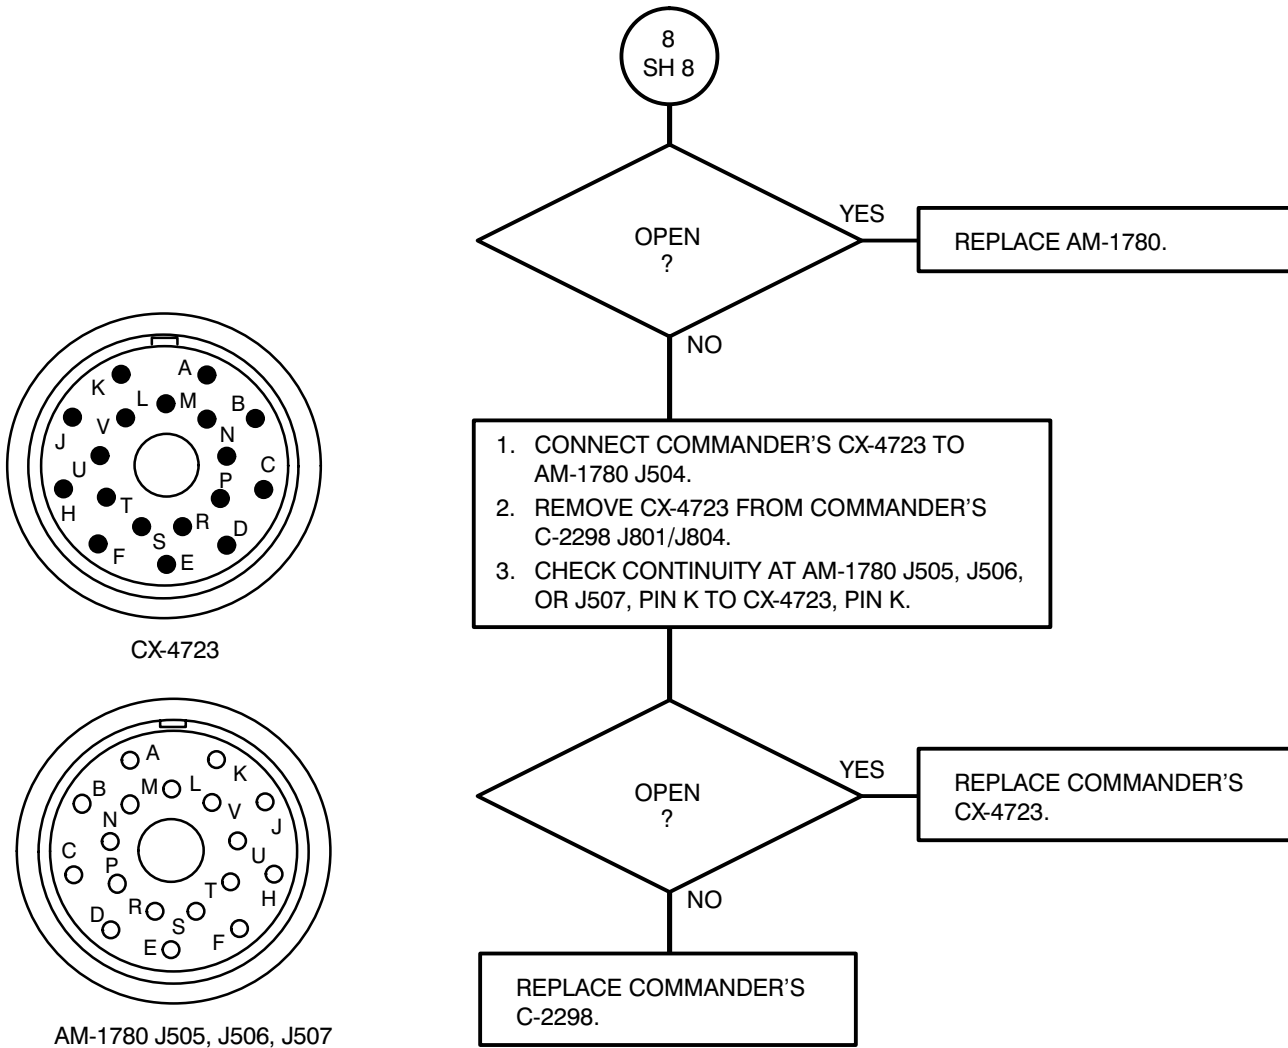 8
SH 8
OPEN
?
YES
REPLACE AM-1780.
NO
1. CONNECT COMMANDER'S CX-4723 TO
AM-1780 J504.
2. REMOVE CX-4723 FROM COMMANDER'S
C-2298 J801/J804.
3. CHECK CONTINUITY AT AM-1780 J505, J506,
OR J507, PIN K TO CX-4723, PIN K.
OPEN
?
YES
REPLACE COMMANDER'S
CX-4723.
NO
REPLACE COMMANDER'S
C-2298.
K
A
L
M
B
V
N
J
U
C
P
H
T
R
D
F
S
E
CX-4723
A
K
B
M
L
V
J
N
C
U
P
H
T
D
R
S
F
E
AM-1780 J505, J506, J507